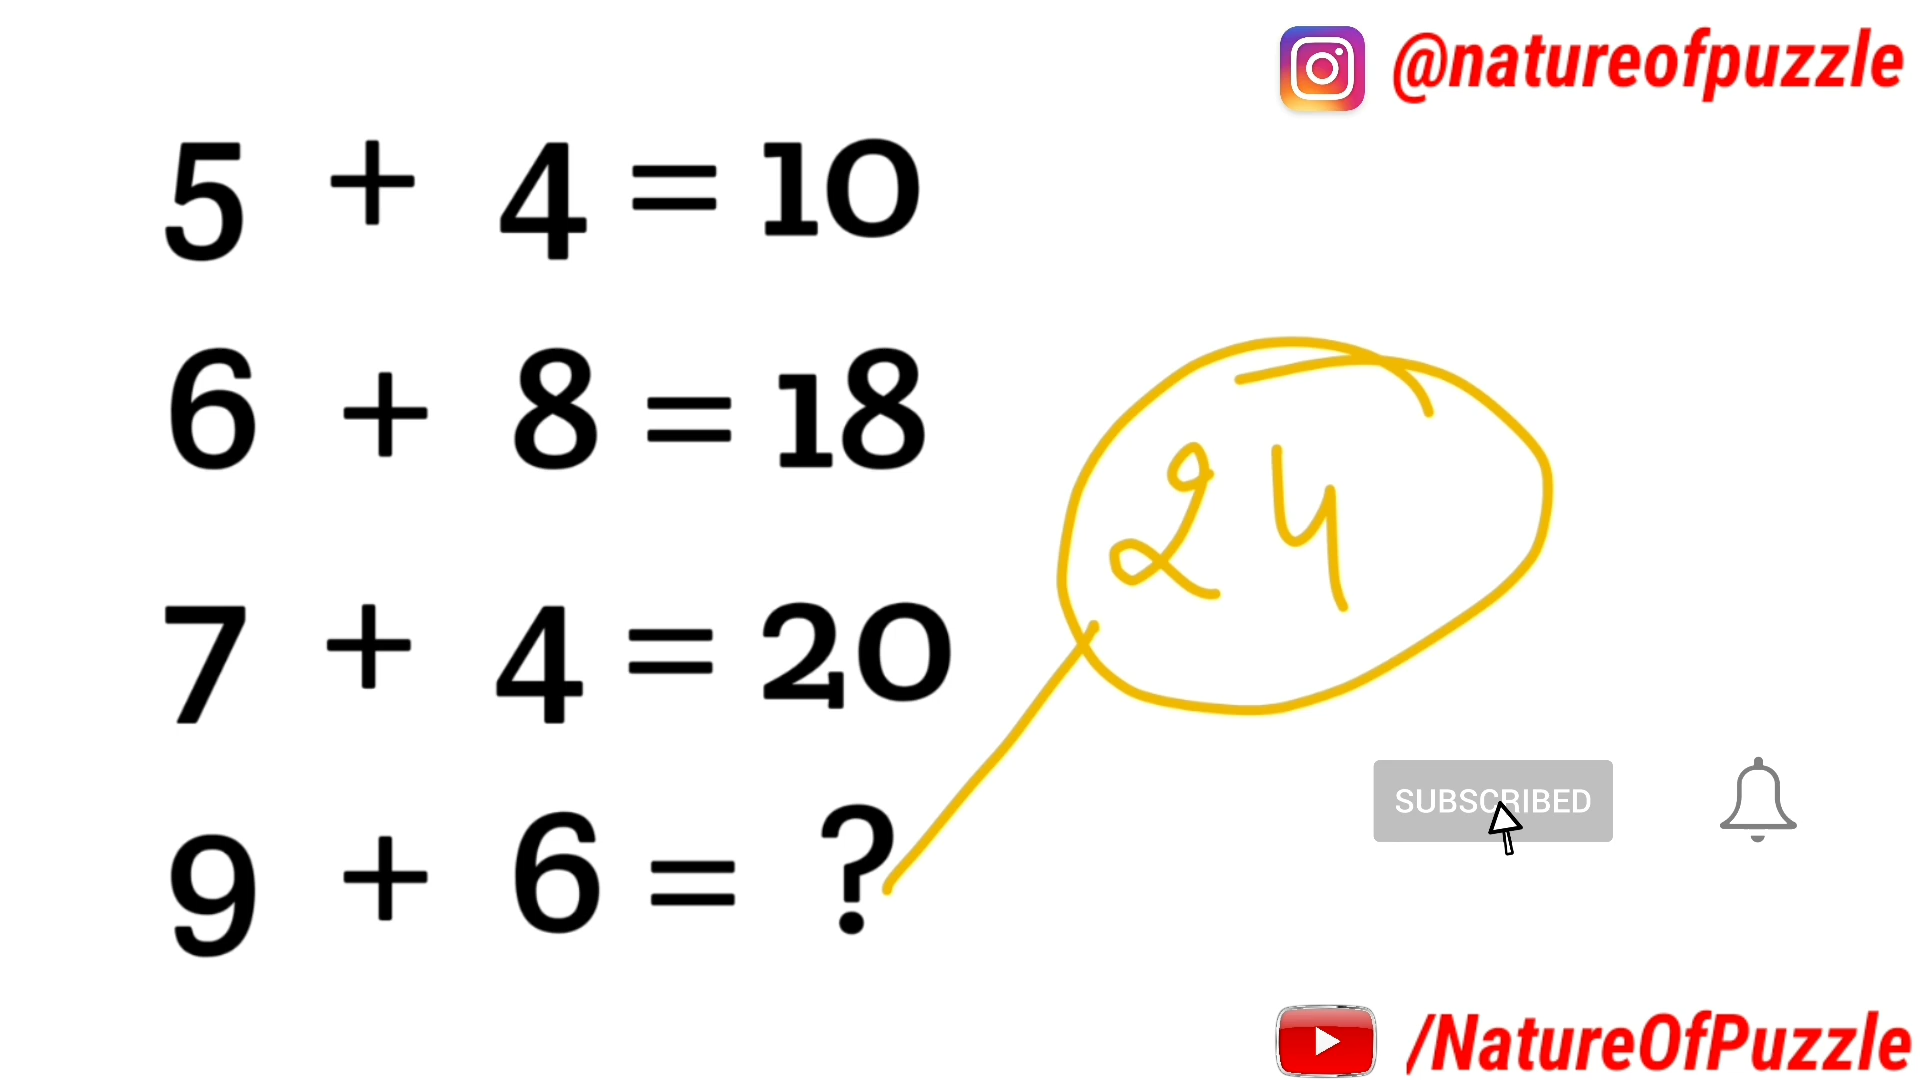 @natureofpuzzle
5 + 4 = 10
6 + 8 = 18
24
7 + 4 = 20
SUBSCRIBED
9 + 6 = ?
/NatureOfPuzzle